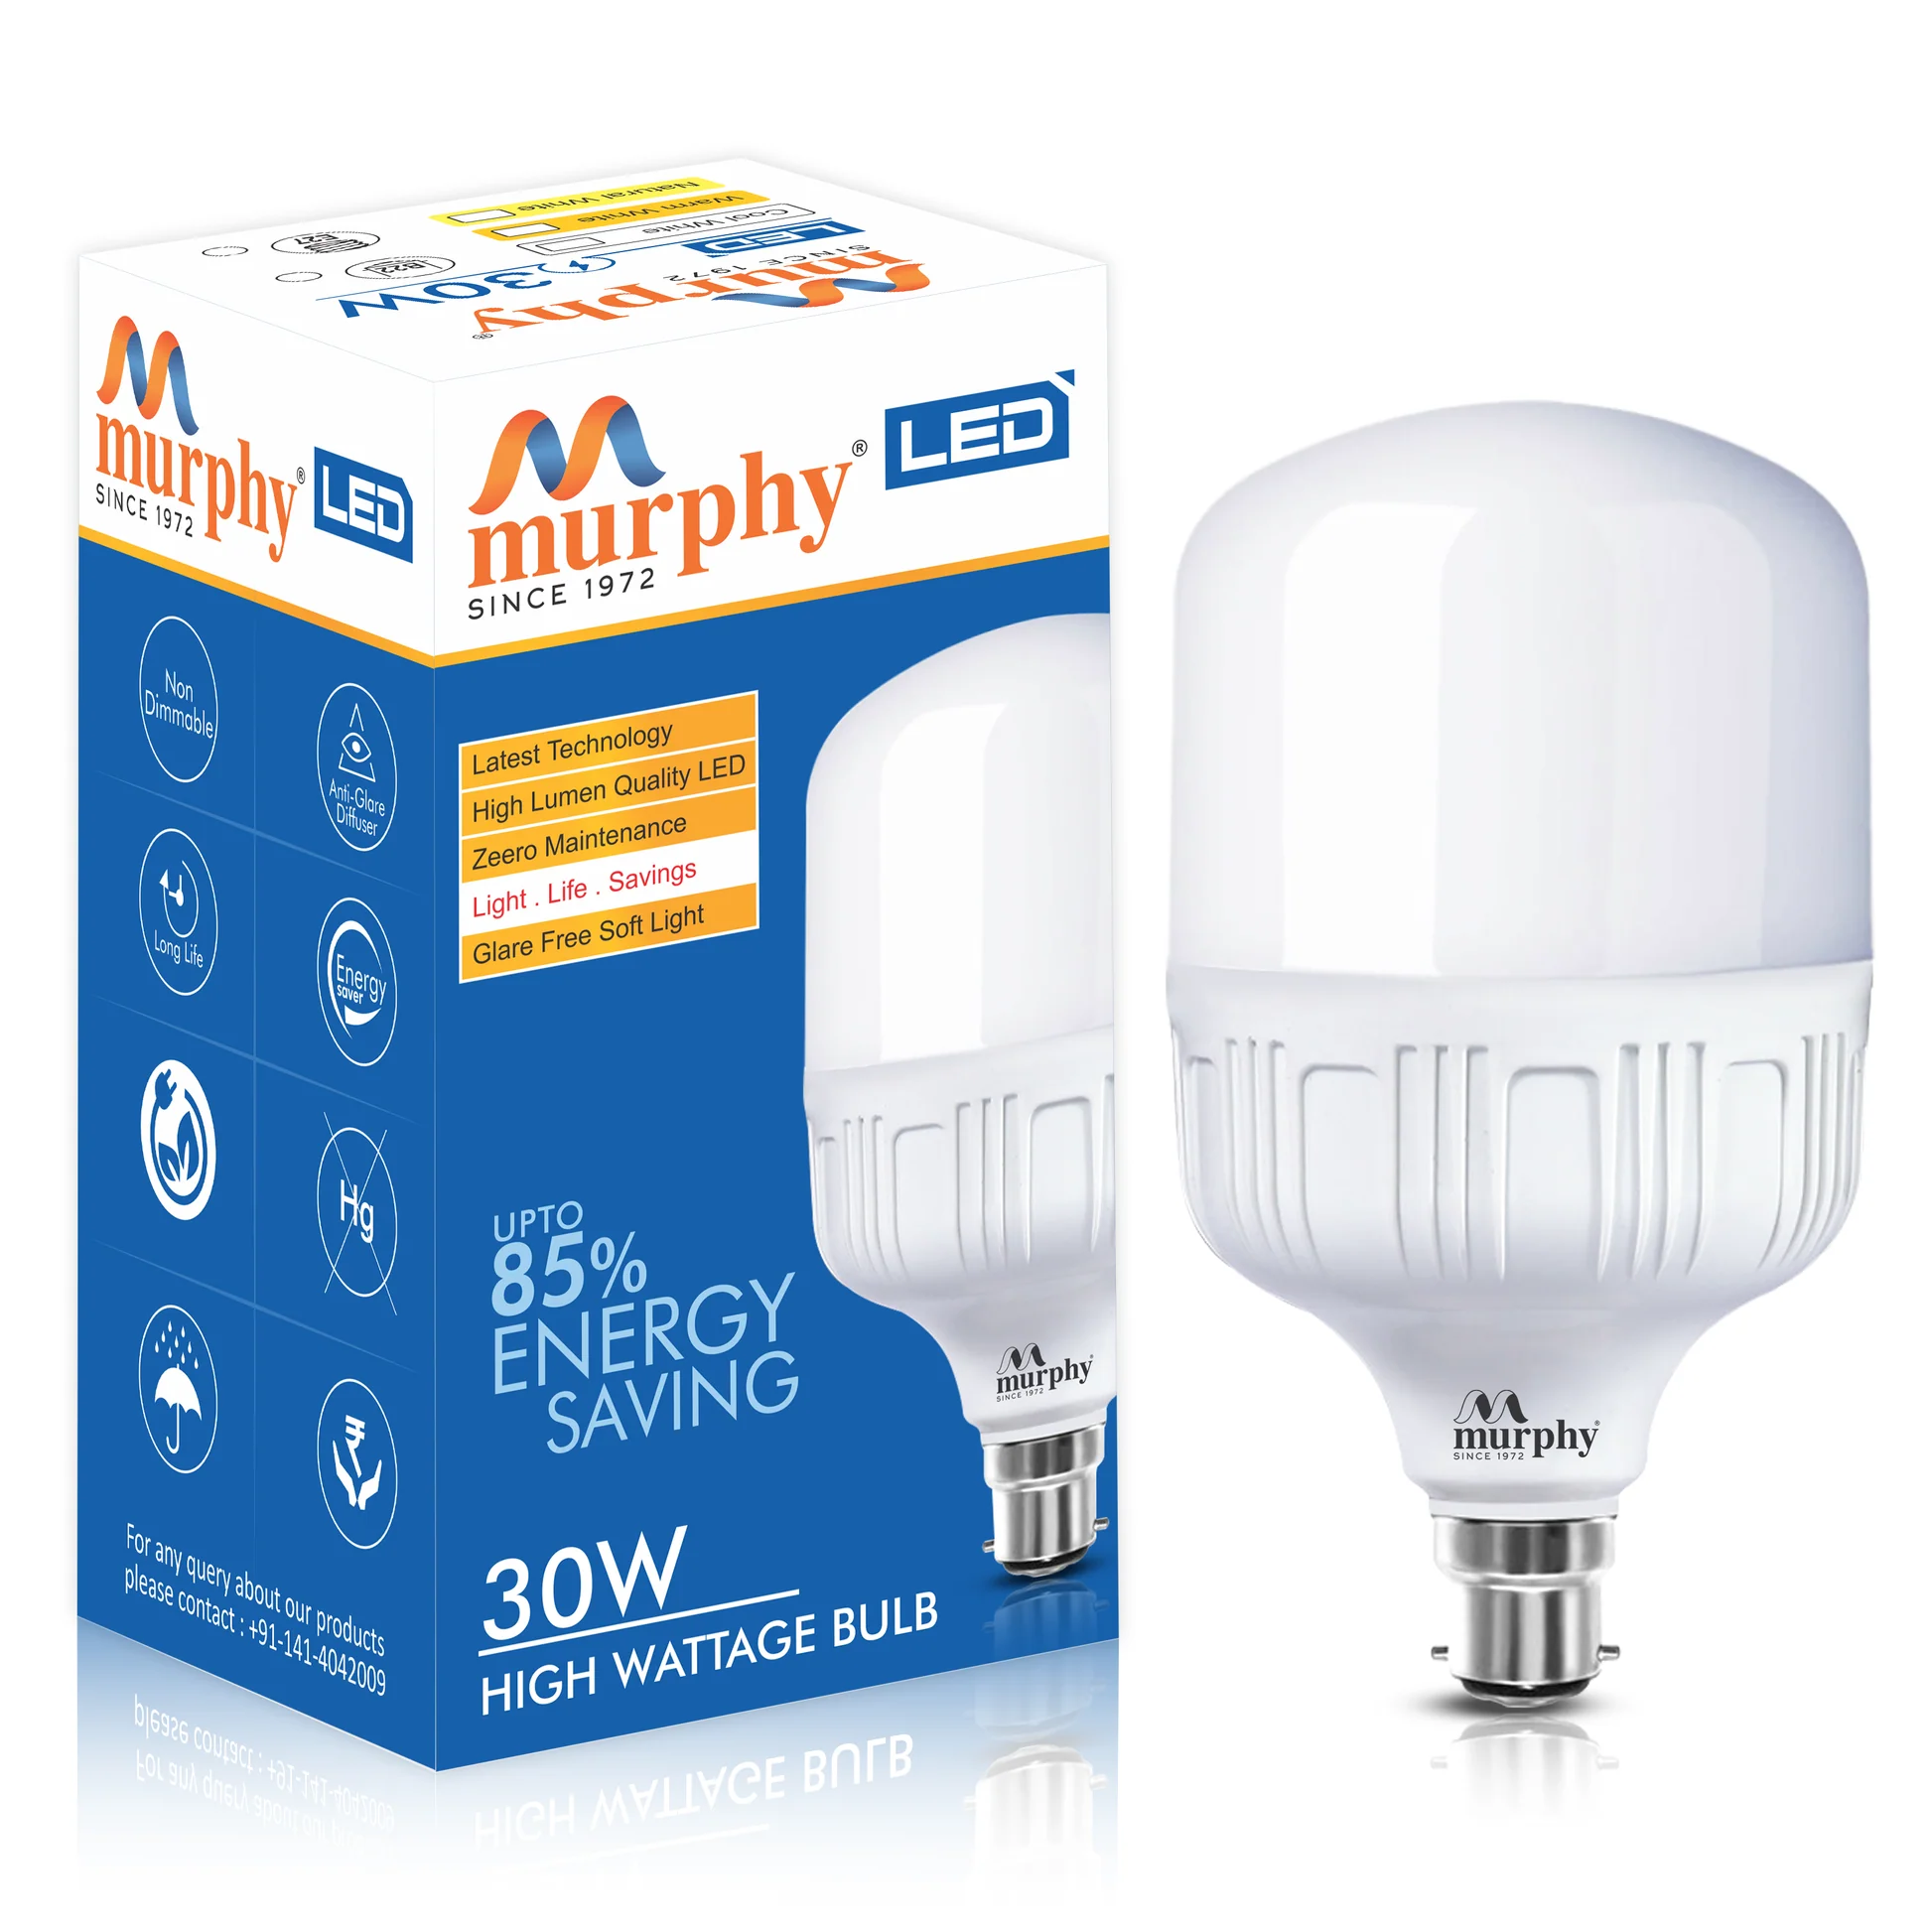 Natural White
Warm White
Cool White
LED
E27
B22
30W
murphy®
SINCE 1972
murphy®
SINCE 1972
LED
Non
Dimmable
Anti-Glare
Diffuser
Long Life
Energy
saver
Hg
₹
For any query about our products
please contact : +91-141-4042009
murphy®
SINCE 1972
LED
Latest Technology
High Lumen Quality LED
Zeero Maintenance
Light . Life . Savings
Glare Free Soft Light
UPTO
85%
ENERGY
SAVING
30W
HIGH WATTAGE BULB
murphy
SINCE 1972
murphy®
SINCE 1972